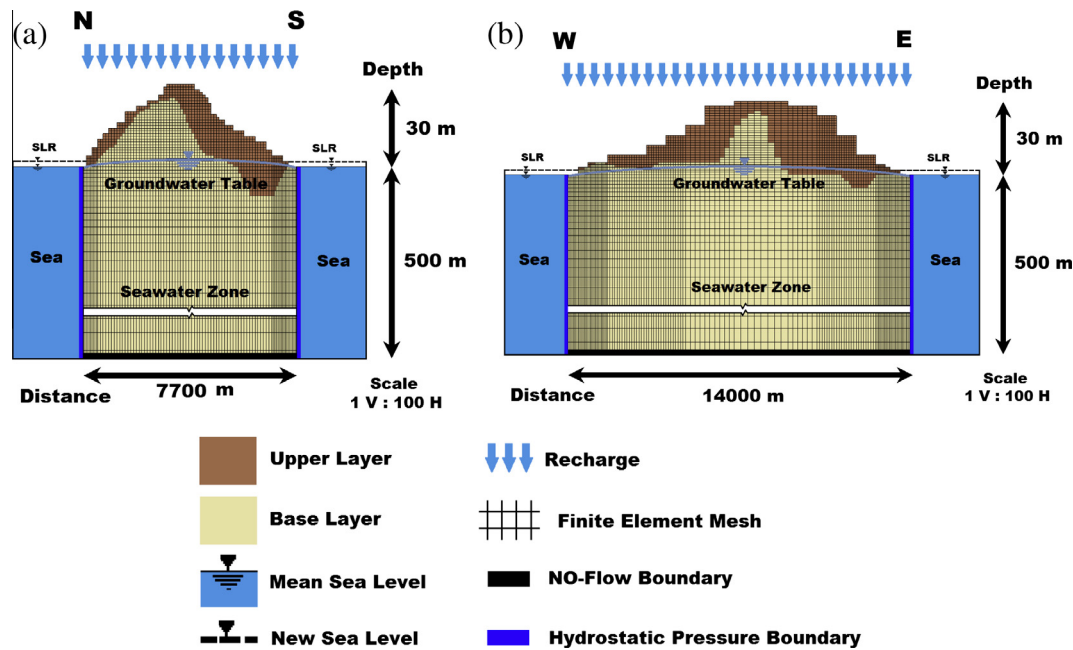 (a)
N
S
Depth
30 m
SLR
SLR
Groundwater Table
Sea
Sea
500 m
Seawater Zone
Distance
7700 m
Scale
1 V : 100 H
(b)
W
E
Depth
30 m
SLR
SLR
Groundwater Table
Sea
Sea
500 m
Seawater Zone
Distance
14000 m
Scale
1 V : 100 H
Upper Layer
Recharge
Base Layer
Finite Element Mesh
Mean Sea Level
NO-Flow Boundary
New Sea Level
Hydrostatic Pressure Boundary